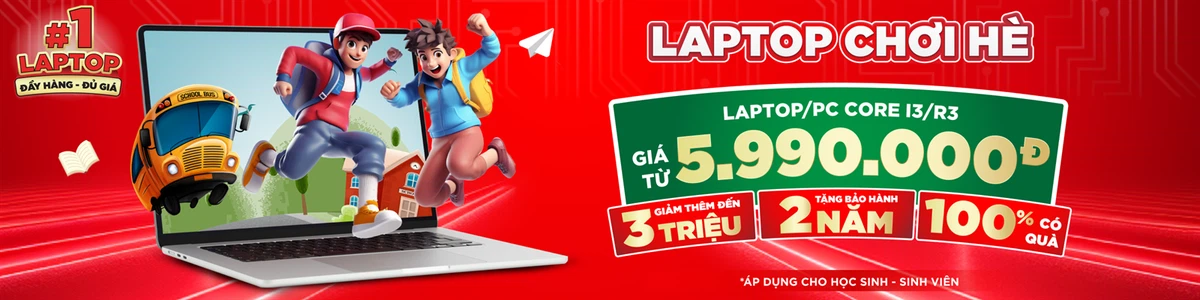 #1
LAPTOP
ĐẦY HÀNG - ĐỦ GIÁ
SCHOOL BUS
LAPTOP CHƠI HÈ
LAPTOP/PC CORE I3/R3
GIÁ TỪ 5.990.000Đ
GIẢM THÊM ĐẾN
3 TRIỆU
TẶNG BẢO HÀNH
2 NĂM
100% CÓ QUÀ
*ÁP DỤNG CHO HỌC SINH - SINH VIÊN